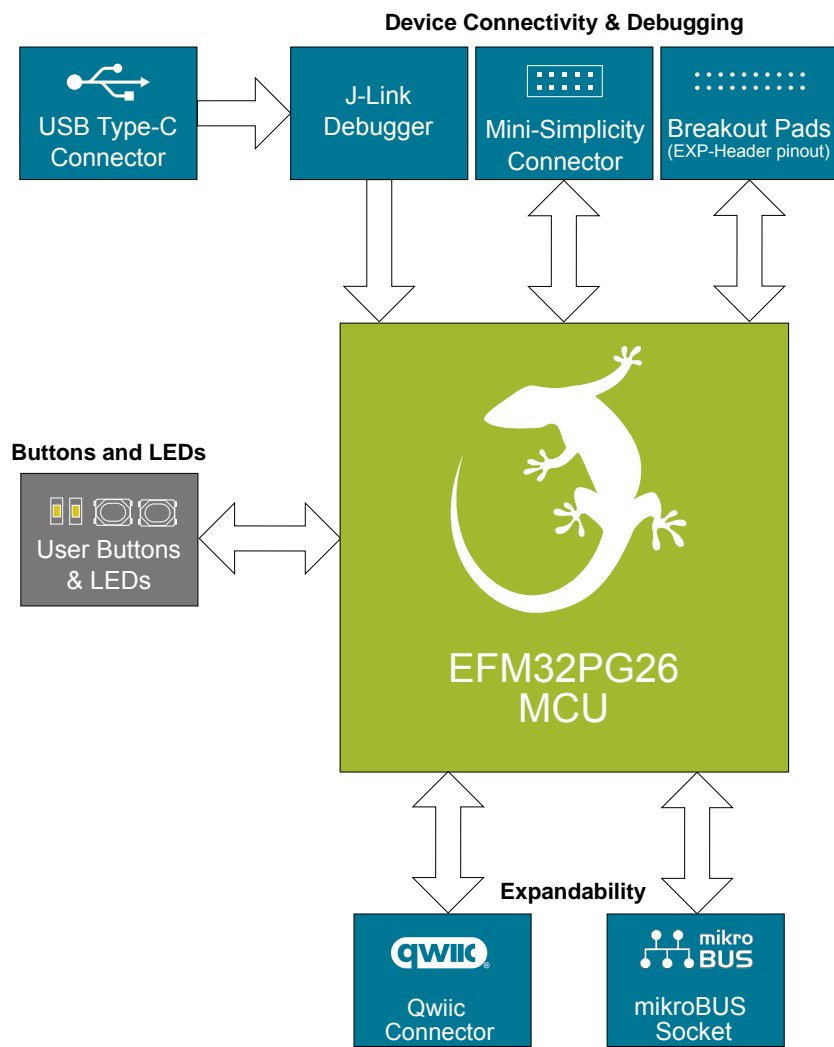 Device Connectivity & Debugging
USB Type-C
Connector
J-Link
Debugger
Mini-Simplicity
Connector
Breakout Pads
(EXP-Header pinout)
Buttons and LEDs
User Buttons
& LEDs
EFM32PG26
MCU
Expandability
qwiic®
Qwiic
Connector
mikro
BUS
mikroBUS
Socket